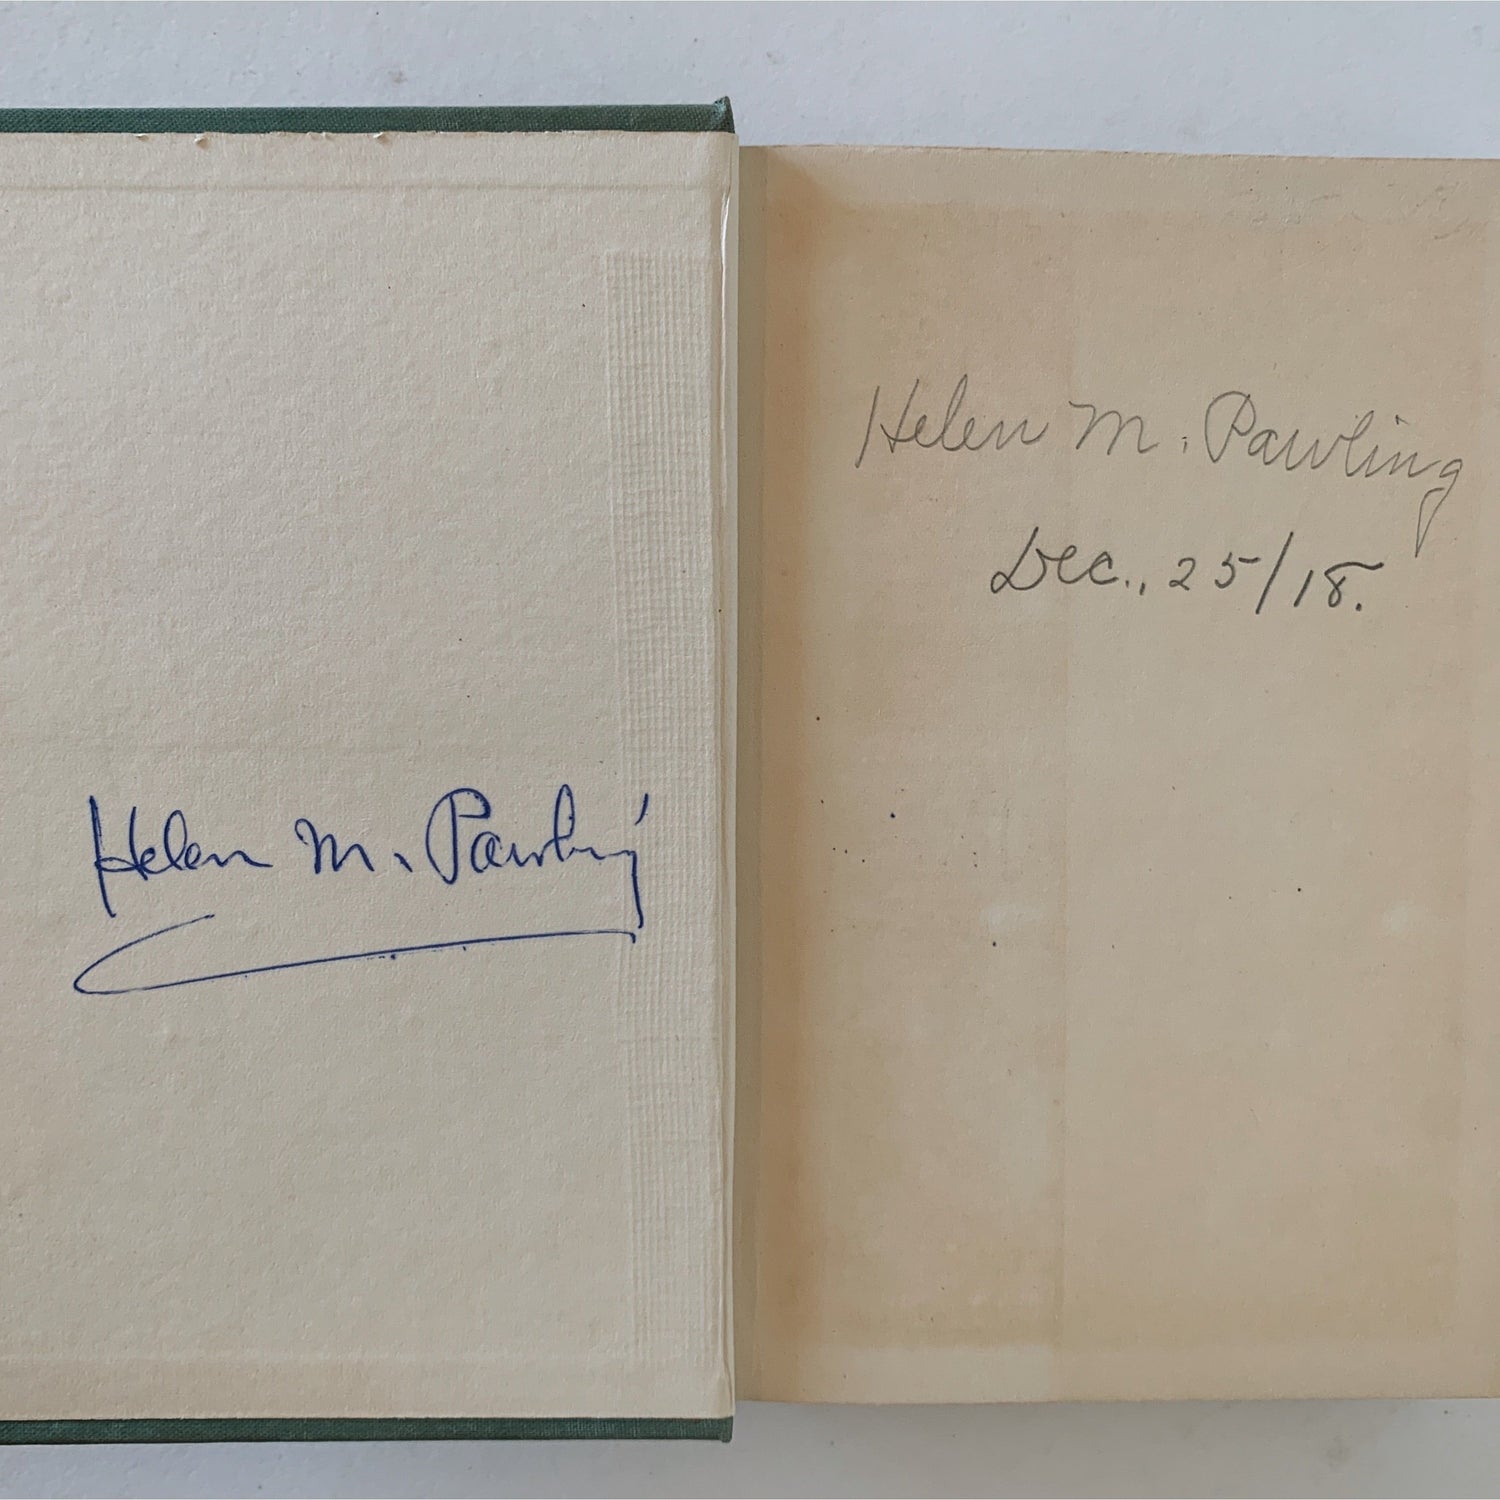 Helen M. Pawling
Helen M. Pawling
Dec., 25/18.